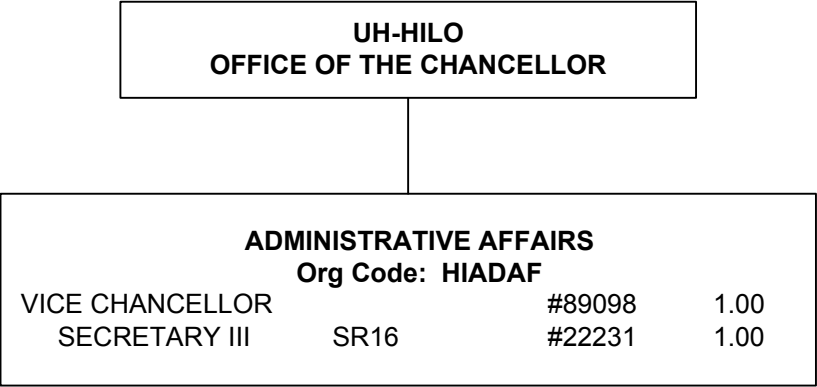 UH-HILO
OFFICE OF THE CHANCELLOR
ADMINISTRATIVE AFFAIRS
Org Code: HIADAF
VICE CHANCELLOR #89098 1.00
SECRETARY III SR16 #22231 1.00